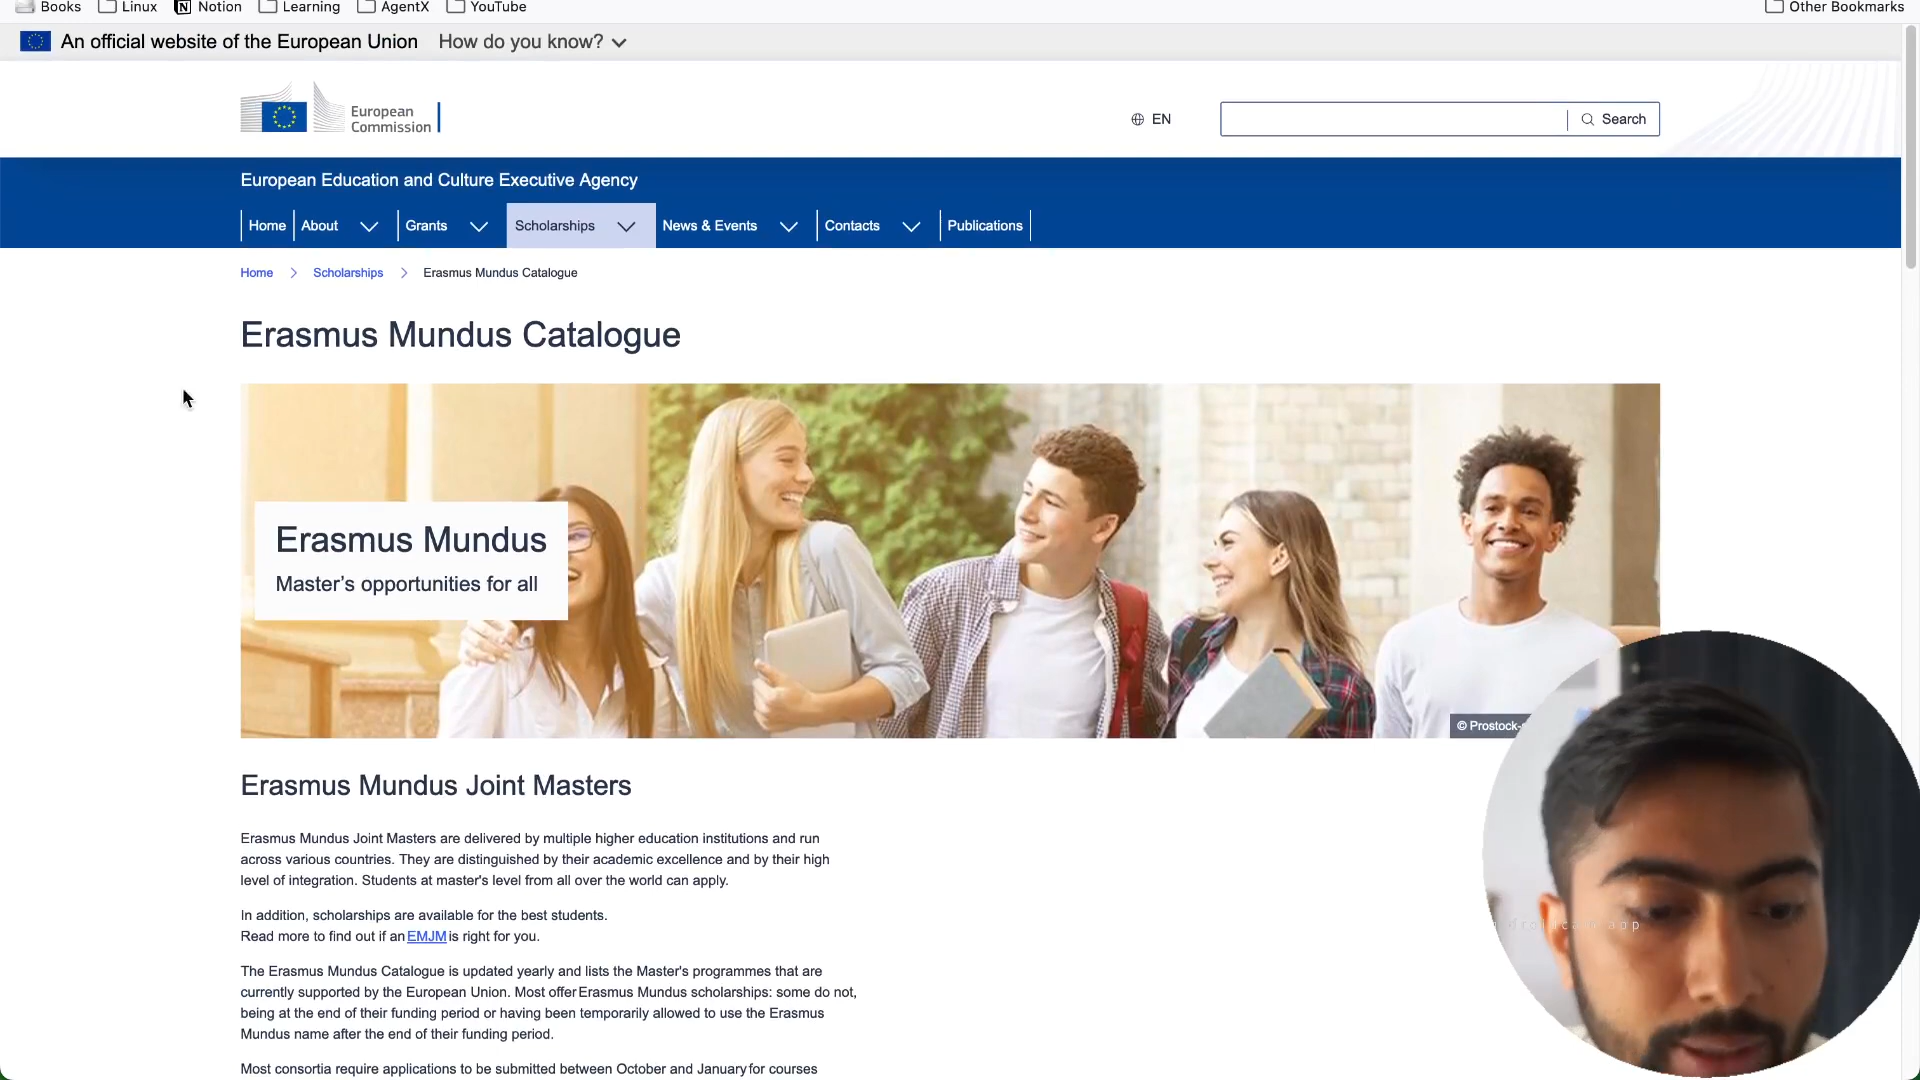 Books Linux Notion Learning AgentX YouTube Other Bookmarks
An official website of the European Union How do you know?
European
Commission
EN
Search
European Education and Culture Executive Agency
Home About Grants Scholarships News & Events Contacts Publications
Home Scholarships Erasmus Mundus Catalogue
Erasmus Mundus Catalogue
Erasmus Mundus
Master's opportunities for all
© Prostock-s
Erasmus Mundus Joint Masters
Erasmus Mundus Joint Masters are delivered by multiple higher education institutions and run
across various countries. They are distinguished by their academic excellence and by their high
level of integration. Students at master's level from all over the world can apply.
In addition, scholarships are available for the best students.
Read more to find out if an EMJM is right for you.
The Erasmus Mundus Catalogue is updated yearly and lists the Master's programmes that are
currently supported by the European Union. Most offer Erasmus Mundus scholarships: some do not,
being at the end of their funding period or having been temporarily allowed to use the Erasmus
Mundus name after the end of their funding period.
Most consortia require applications to be submitted between October and January for courses